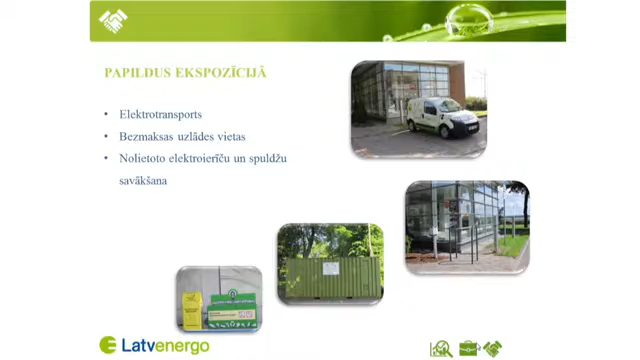 PAPILDUS EKSPOZĪCIJĀ
• Elektrotransports
• Bezmaksas uzlādes vietas
• Nolietoto elektroierīču un spuldžu
savākšana
Latvenergo